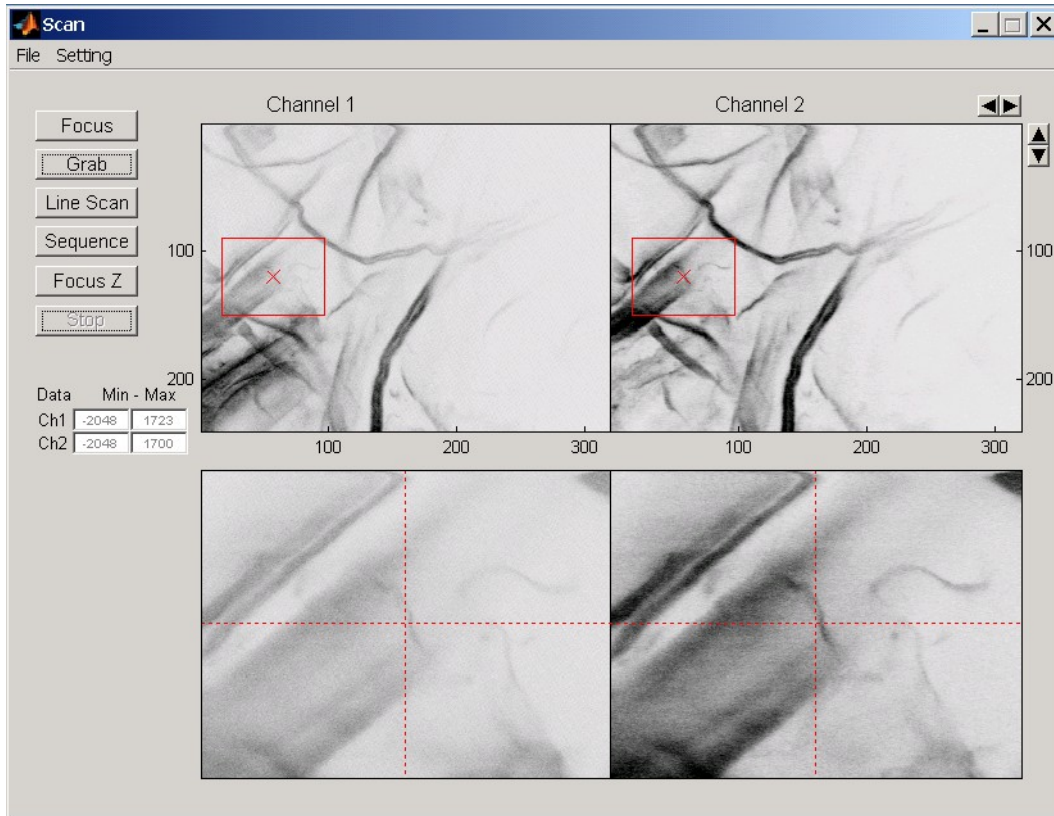 Scan
File Setting
Channel 1 Channel 2
Focus
Grab
Line Scan
Sequence
Focus Z
Stop
Data Min - Max
Ch1 -2048 1723
Ch2 -2048 1700
100 100
200 200
100 200 300 100 200 300